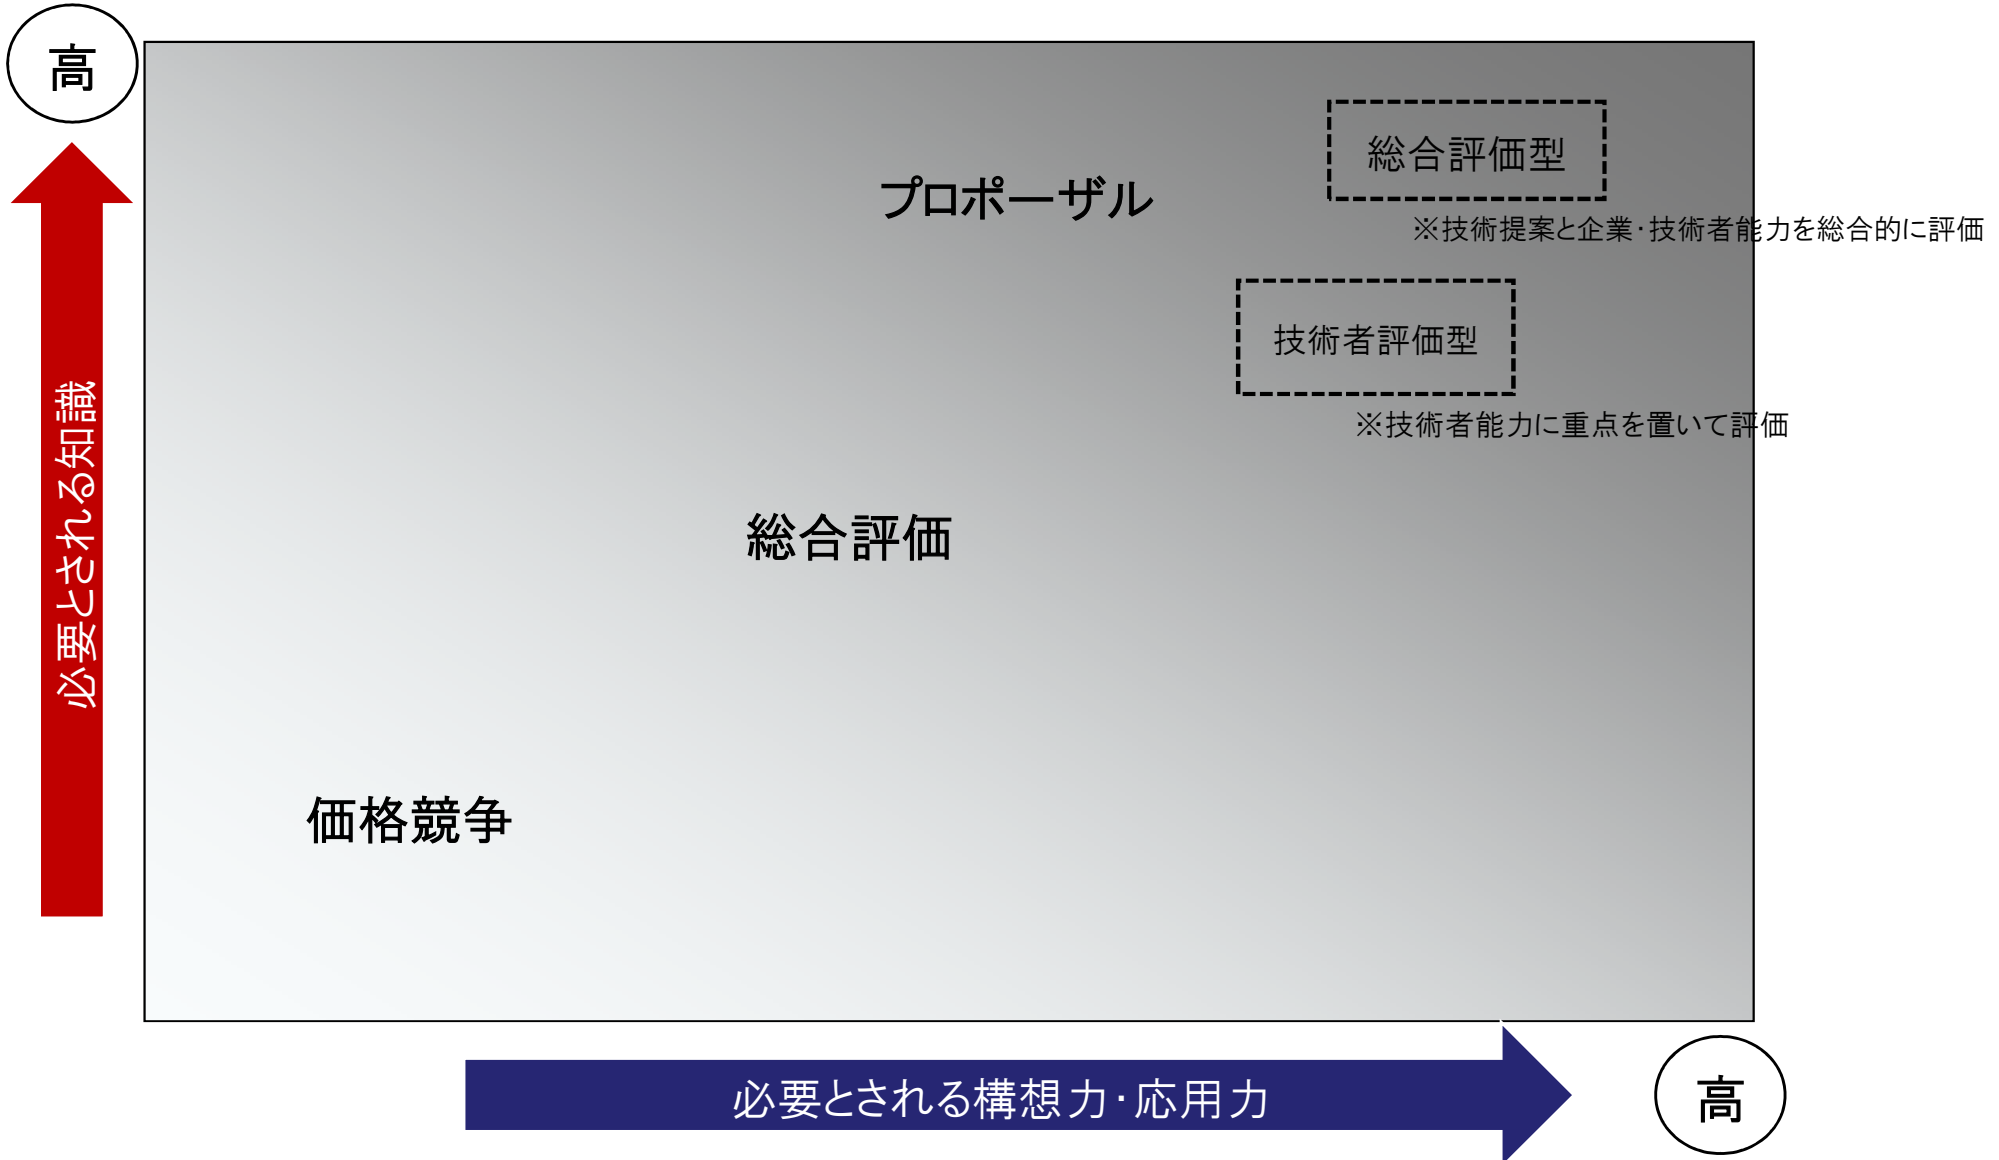 高
総合評価型
プロポーザル
※技術提案と企業・技術者能力を総合的に評価
技術者評価型
※技術者能力に重点を置いて評価
必要とされる知識
総合評価
価格競争
必要とされる構想力・応用力
高